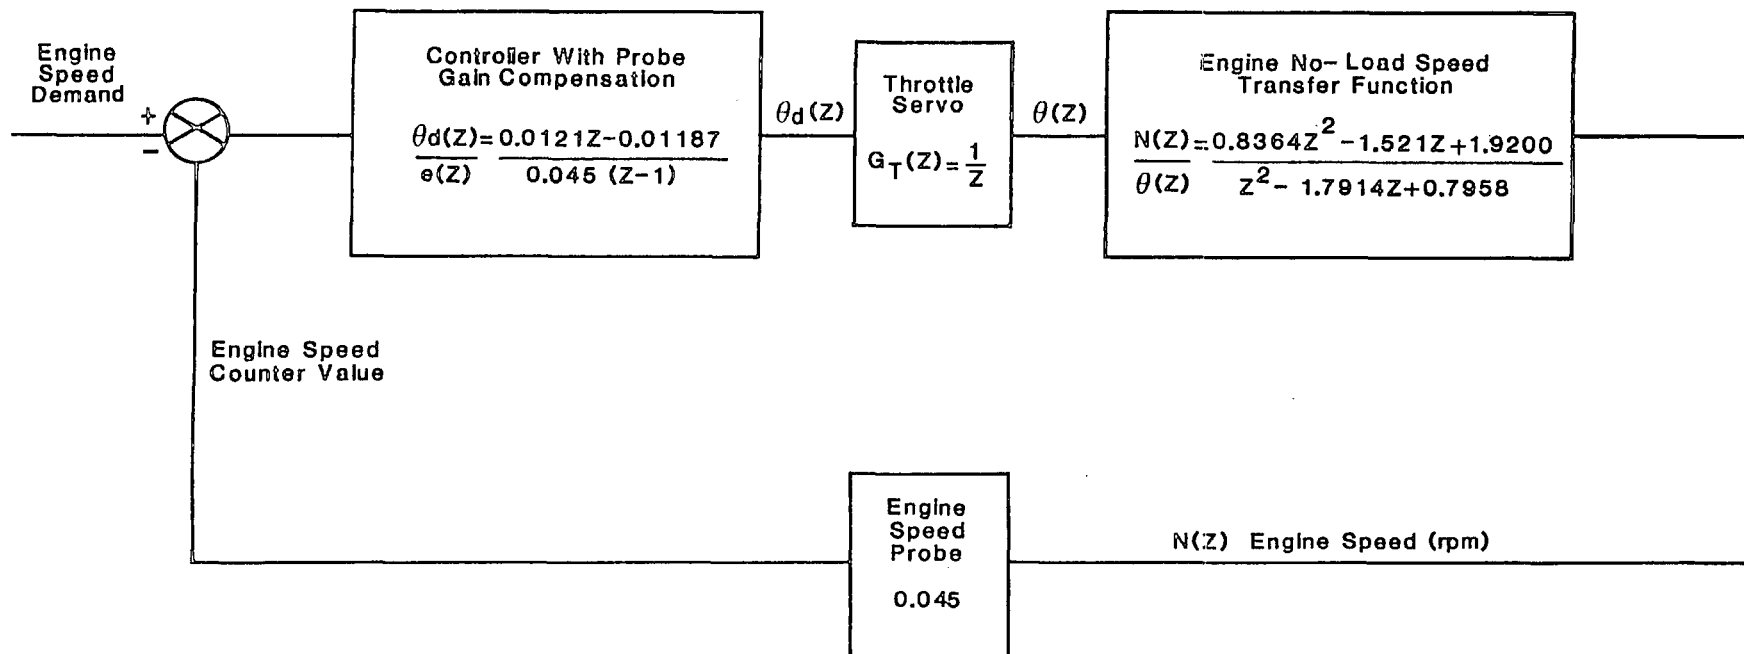 Engine
Speed
Demand
+
−
Controller With Probe
Gain Compensation
θd(Z) = 0.0121Z-0.01187
e(Z) 0.045 (Z-1)
θd(Z)
Throttle
Servo
G_T(Z) = 1
Z
θ(Z)
Engine No-Load Speed
Transfer Function
N(Z) = 0.8364Z² -1.521Z+1.9200
θ(Z) Z² - 1.7914Z+0.7958
Engine Speed
Counter Value
Engine
Speed
Probe
0.045
N(Z) Engine Speed (rpm)